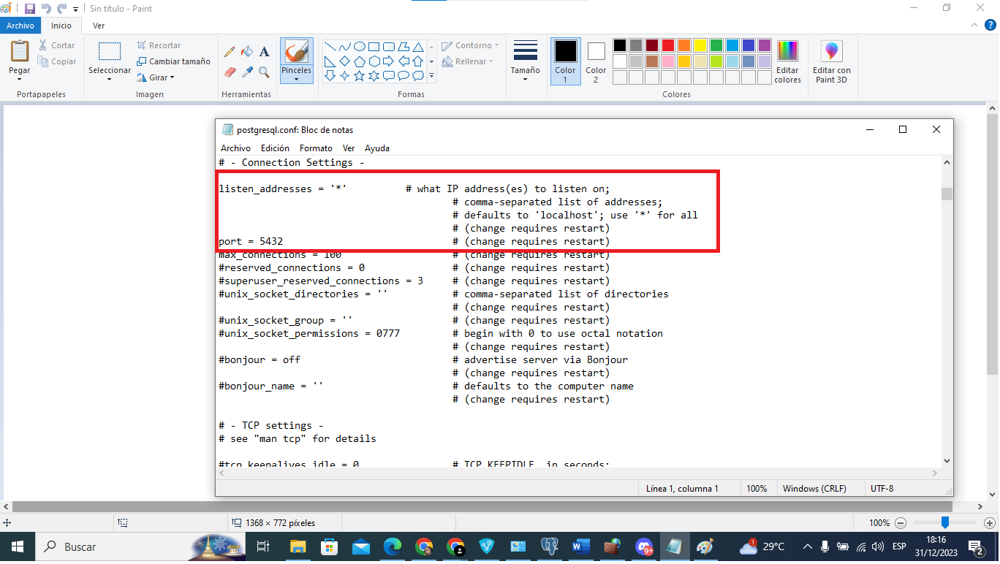 Sin título - Paint
Archivo
Inicio
Ver
Pegar
Cortar
Copiar
Portapapeles
Seleccionar
Recortar
Cambiar tamaño
Girar
Imagen
A
Herramientas
Pinceles
Contorno
Rellenar
Formas
Tamaño
Color 1
Color 2
Colores
Editar colores
Editar con Paint 3D
postgresql.conf: Bloc de notas
Archivo Edición Formato Ver Ayuda
# - Connection Settings -
listen_addresses = '*' # what IP address(es) to listen on;
# comma-separated list of addresses;
# defaults to 'localhost'; use '*' for all
# (change requires restart)
port = 5432 # (change requires restart)
max_connections = 100 # (change requires restart)
#reserved_connections = 0 # (change requires restart)
#superuser_reserved_connections = 3 # (change requires restart)
#unix_socket_directories = '' # comma-separated list of directories
# (change requires restart)
#unix_socket_group = '' # (change requires restart)
#unix_socket_permissions = 0777 # begin with 0 to use octal notation
# (change requires restart)
#bonjour = off # advertise server via Bonjour
# (change requires restart)
#bonjour_name = '' # defaults to the computer name
# (change requires restart)
# - TCP settings -
# see "man tcp" for details
#tcp_keepalives_idle = 0 # TCP_KEEPIDLE, in seconds;
Línea 1, columna 1 100% Windows (CRLF) UTF-8
1368 × 772 píxeles
100%
Buscar
9+
1
29°C
ESP
18:16
31/12/2023
2